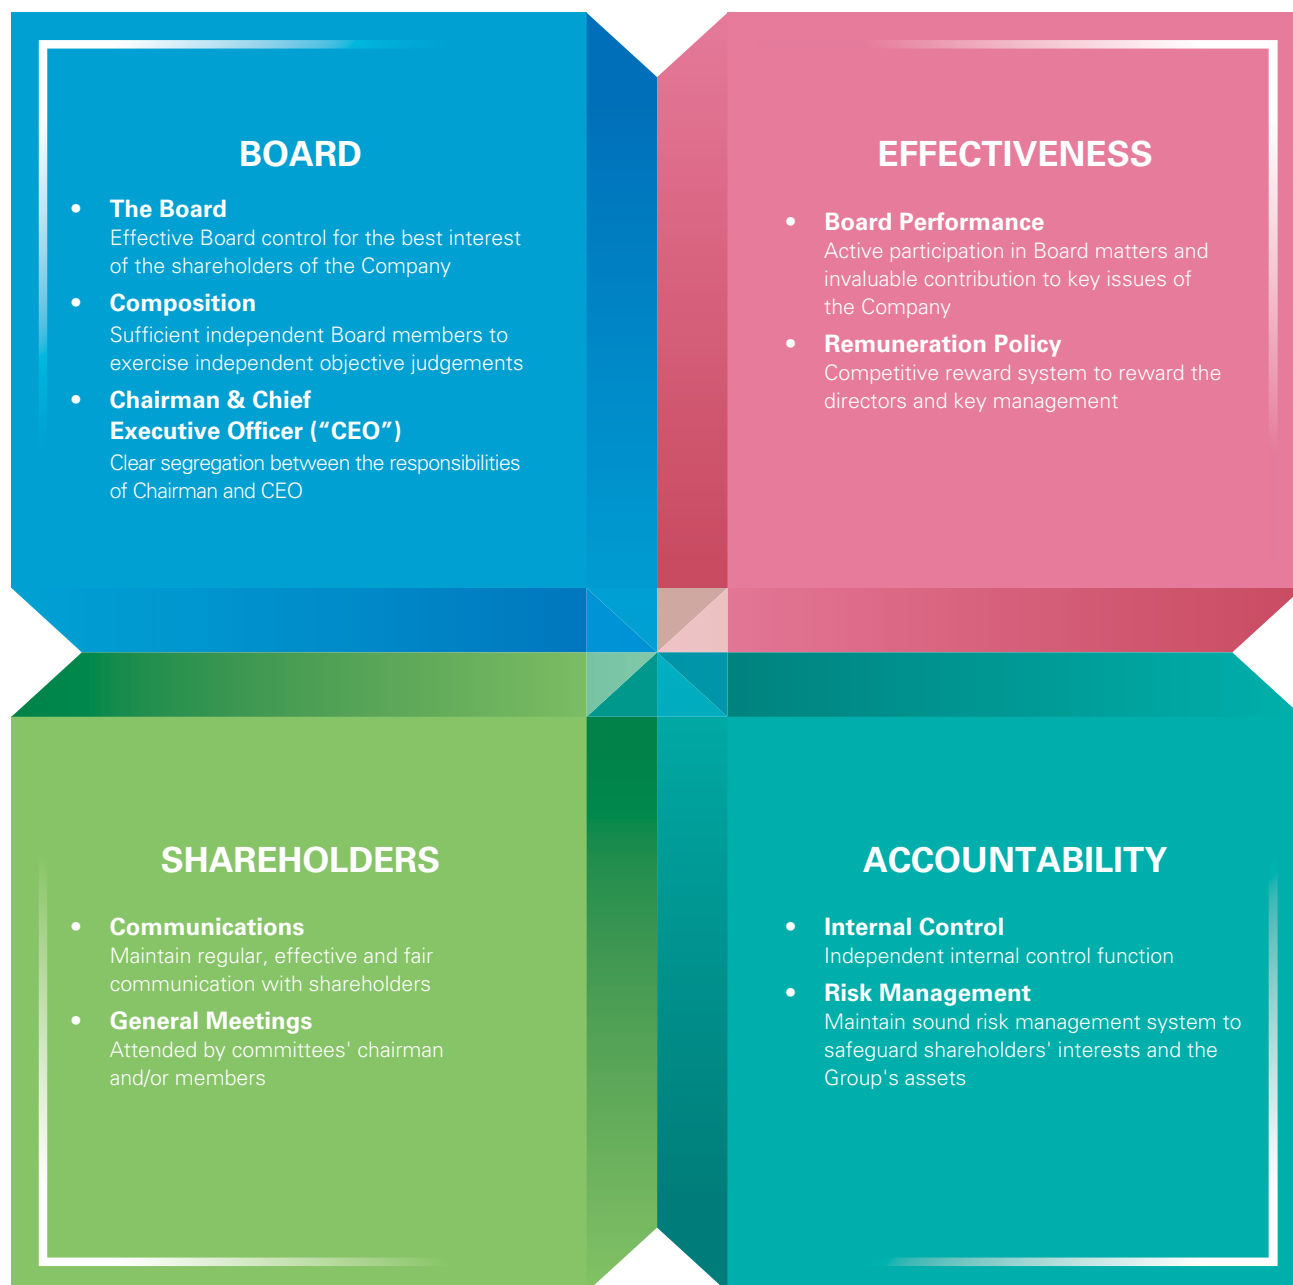 BOARD
• The Board
Effective Board control for the best interest
of the shareholders of the Company
• Composition
Sufficient independent Board members to
exercise independent objective judgements
• Chairman & Chief
Executive Officer (“CEO”)
Clear segregation between the responsibilities
of Chairman and CEO
EFFECTIVENESS
• Board Performance
Active participation in Board matters and
invaluable contribution to key issues of
the Company
• Remuneration Policy
Competitive reward system to reward the
directors and key management
SHAREHOLDERS
• Communications
Maintain regular, effective and fair
communication with shareholders
• General Meetings
Attended by committees' chairman
and/or members
ACCOUNTABILITY
• Internal Control
Independent internal control function
• Risk Management
Maintain sound risk management system to
safeguard shareholders' interests and the
Group's assets